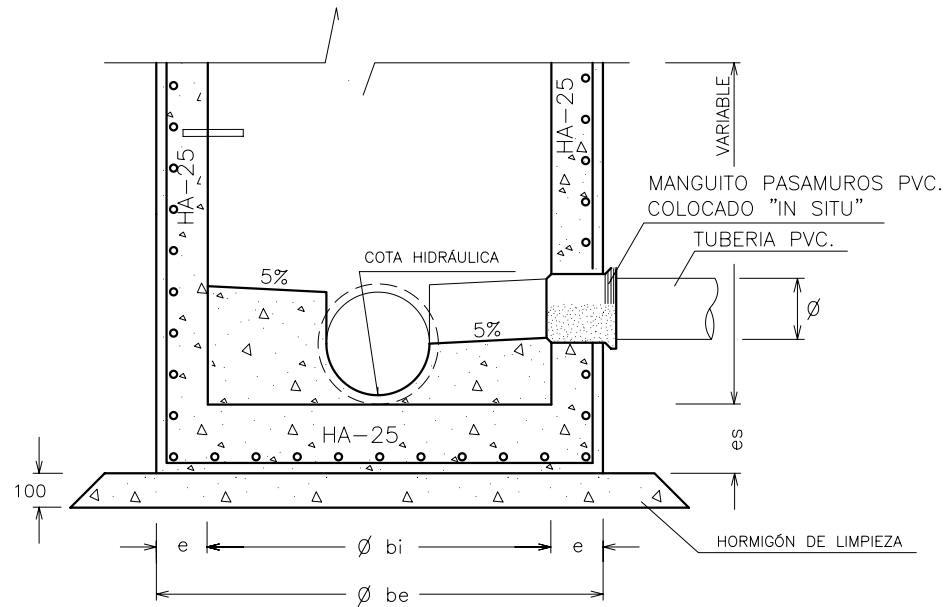 VARIABLE
HA-25
HA-25
MANGUITO PASAMUROS PVC.
COLOCADO "IN SITU"
TUBERIA PVC.
COTA HIDRÁULICA
5%
5%
Ø
HA-25
es
100
e
Ø bi
e
HORMIGÓN DE LIMPIEZA
Ø be